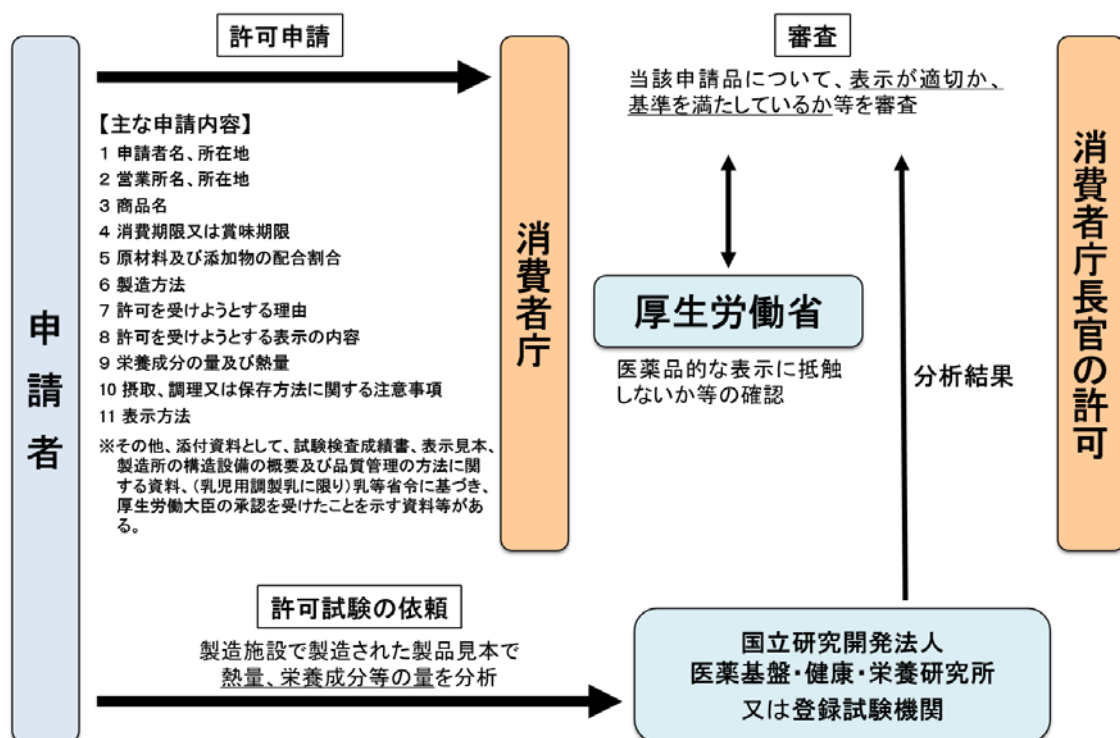 許可申請
審査
当該申請品について、表示が適切か、
基準を満たしているか等を審査
申請者
【主な申請内容】
1 申請者名、所在地
2 営業所名、所在地
3 商品名
4 消費期限又は賞味期限
5 原材料及び添加物の配合割合
6 製造方法
7 許可を受けようとする理由
8 許可を受けようとする表示の内容
9 栄養成分の量及び熱量
10 摂取、調理又は保存方法に関する注意事項
11 表示方法
※その他、添付資料として、試験検査成績書、表示見本、
製造所の構造設備の概要及び品質管理の方法に関
する資料、（乳児用調製乳に限り）乳等省令に基づき、
厚生労働大臣の承認を受けたことを示す資料等があ
る。
消費者庁
厚生労働省
医薬品的な表示に抵触
しないか等の確認
分析結果
消費者庁長官の許可
許可試験の依頼
製造施設で製造された製品見本で
熱量、栄養成分等の量を分析
国立研究開発法人
医薬基盤・健康・栄養研究所
又は登録試験機関